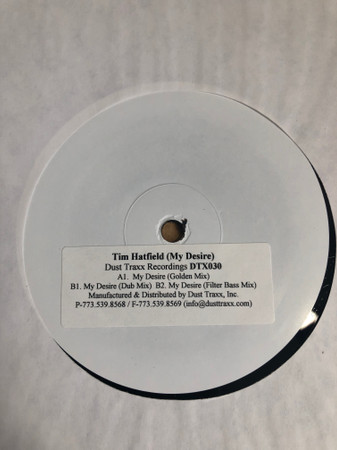 Tim Hatfield (My Desire)
Dust Traxx Recordings DTX030
A1. My Desire (Golden Mix)
B1. My Desire (Dub Mix) B2. My Desire (Filter Bass Mix)
Manufactured & Distributed by Dust Traxx, Inc.
P-773.539.8568 / F-773.539.8569 (info@dusttraxx.com)